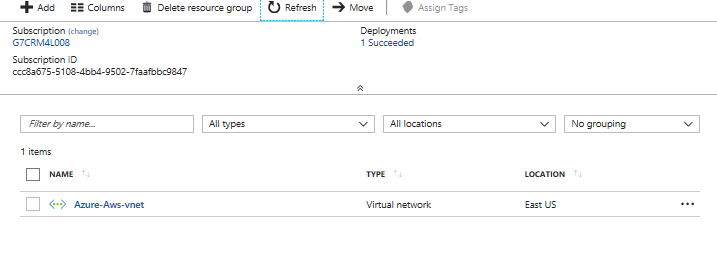 Add Columns Delete resource group Refresh Move Assign Tags
Subscription (change) Deployments
G7CRM4L008 1 Succeeded
Subscription ID
ccc8a675-5108-4bb4-9502-7faafbbc9847
Filter by name... All types All locations No grouping
1 items
NAME TYPE LOCATION
Azure-Aws-vnet Virtual network East US